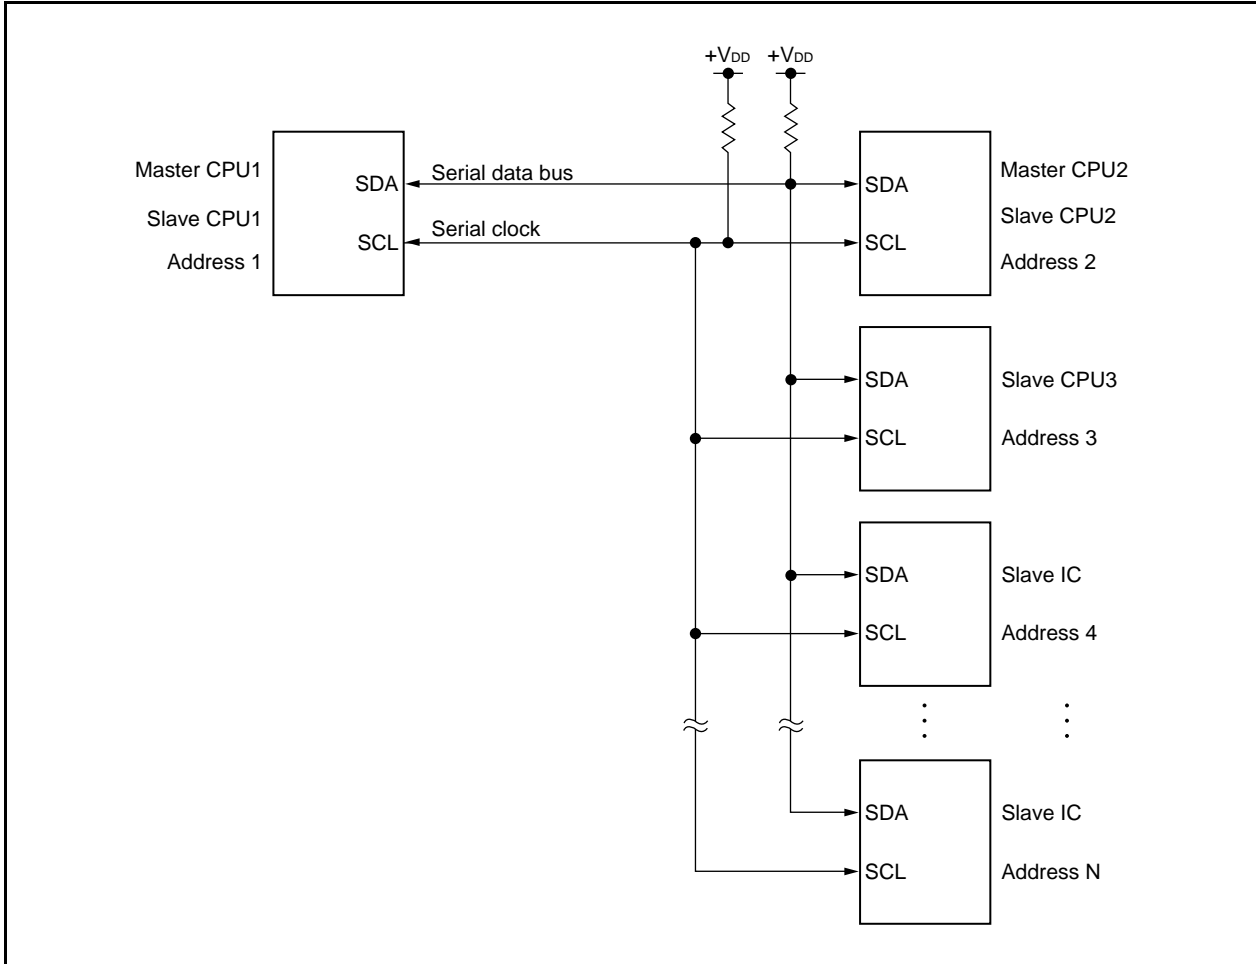 +VDD +VDD
Master CPU1
Slave CPU1
Address 1
SDA
SCL
Serial data bus
Serial clock
SDA
SCL
Master CPU2
Slave CPU2
Address 2
SDA
SCL
Slave CPU3
Address 3
SDA
SCL
Slave IC
Address 4
SDA
SCL
Slave IC
Address N